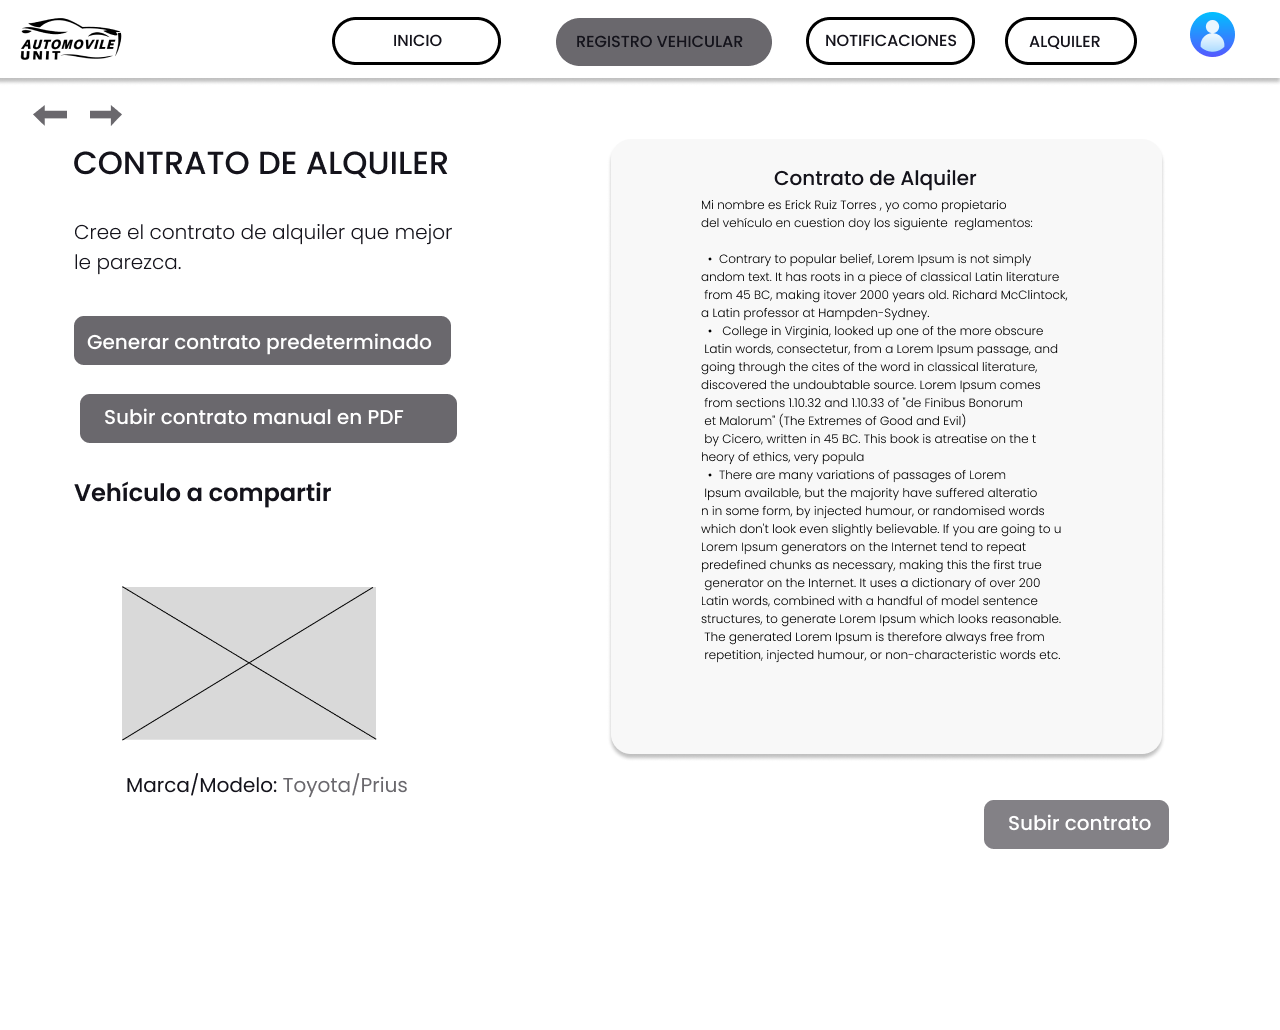 AUTOMOVILE
UNIT
INICIO
REGISTRO VEHICULAR
NOTIFICACIONES
ALQUILER
CONTRATO DE ALQUILER
Cree el contrato de alquiler que mejor
le parezca.
Generar contrato predeterminado
Subir contrato manual en PDF
Vehículo a compartir
Marca/Modelo: Toyota/Prius
Contrato de Alquiler
Mi nombre es Erick Ruiz Torres , yo como propietario
del vehículo en cuestion doy los siguiente  reglamentos:
• Contrary to popular belief, Lorem Ipsum is not simply
andom text. It has roots in a piece of classical Latin literature
from 45 BC, making itover 2000 years old. Richard McClintock,
a Latin professor at Hampden-Sydney.
• College in Virginia, looked up one of the more obscure
Latin words, consectetur, from a Lorem Ipsum passage, and
going through the cites of the word in classical literature,
discovered the undoubtable source. Lorem Ipsum comes
from sections 1.10.32 and 1.10.33 of "de Finibus Bonorum
et Malorum" (The Extremes of Good and Evil)
by Cicero, written in 45 BC. This book is atreatise on the t
heory of ethics, very popula
• There are many variations of passages of Lorem
Ipsum available, but the majority have suffered alteratio
n in some form, by injected humour, or randomised words
which don't look even slightly believable. If you are going to u
Lorem Ipsum generators on the Internet tend to repeat
predefined chunks as necessary, making this the first true
generator on the Internet. It uses a dictionary of over 200
Latin words, combined with a handful of model sentence
structures, to generate Lorem Ipsum which looks reasonable.
The generated Lorem Ipsum is therefore always free from
repetition, injected humour, or non-characteristic words etc.
Subir contrato